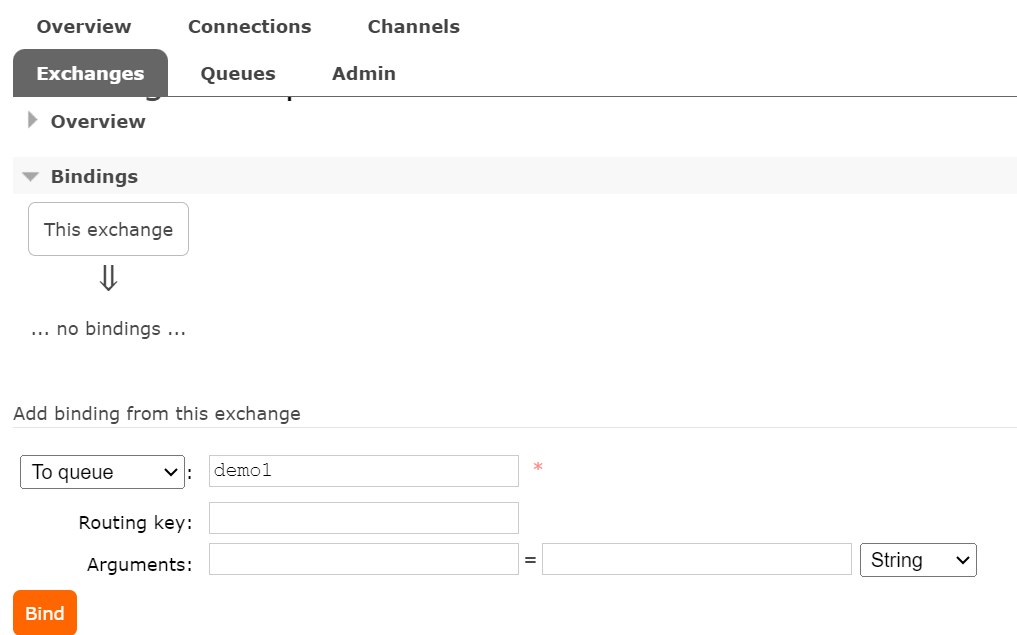 Overview Connections Channels
Exchanges Queues Admin
Overview
Bindings
This exchange
⇓
... no bindings ...
Add binding from this exchange
To queue : demo1 *
Routing key:
Arguments: = String
Bind